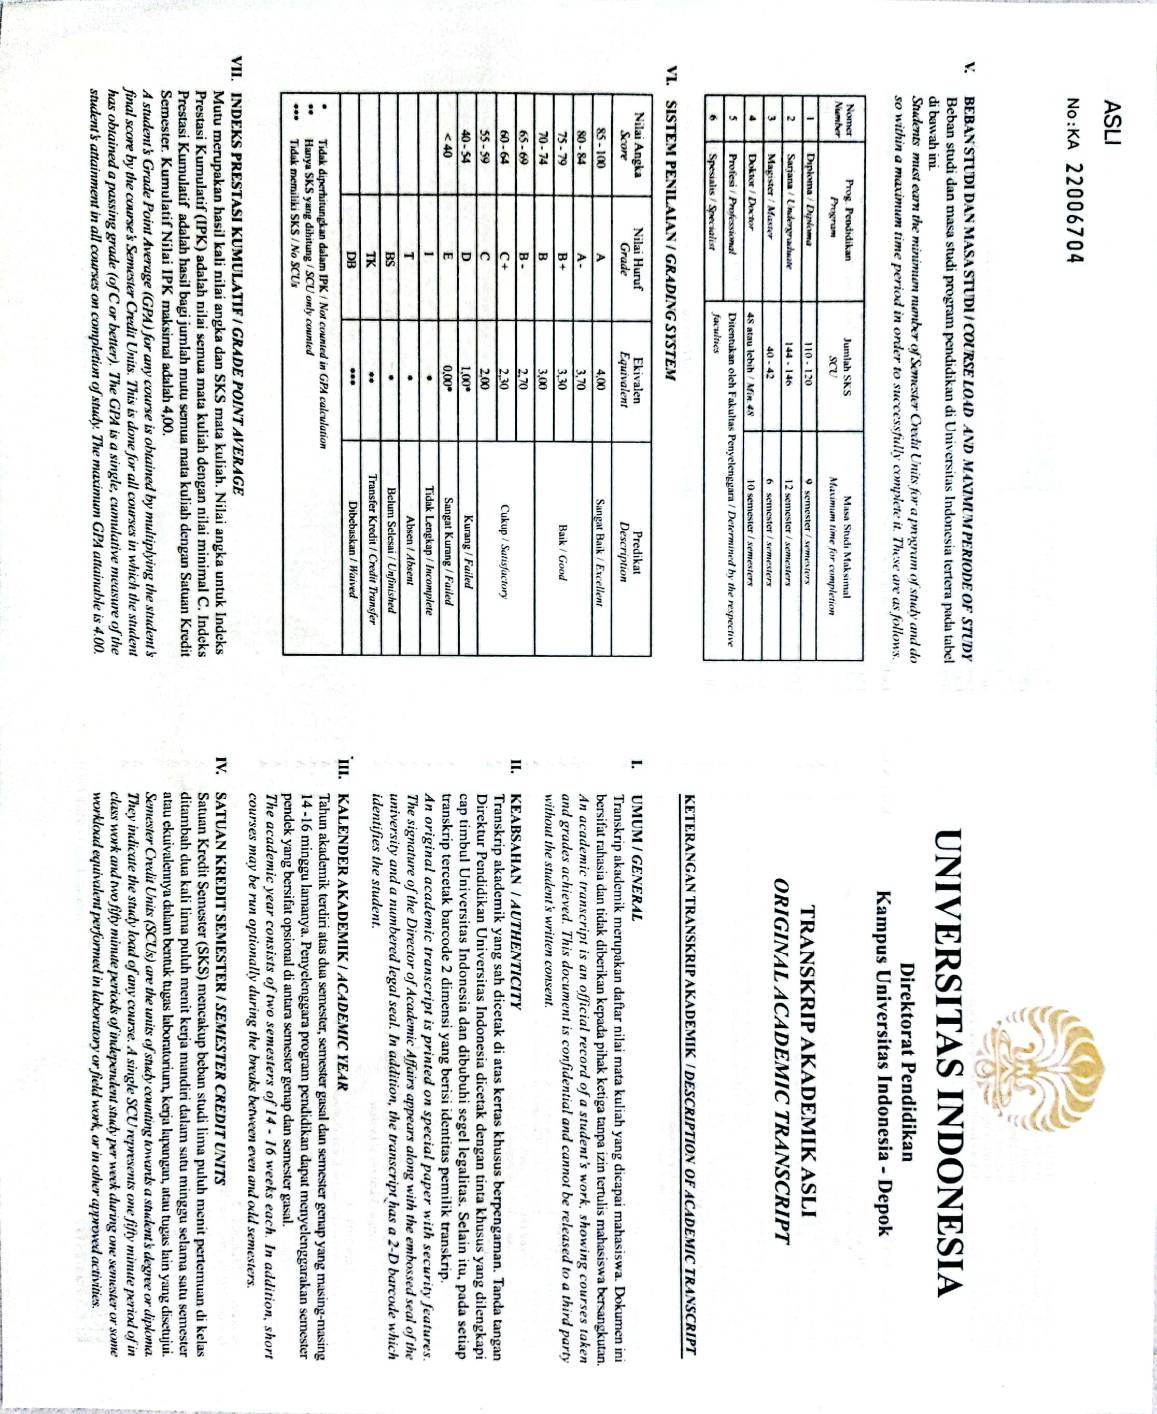 ASLI
No:KA 22006704
V. BEBAN STUDI DAN MASA STUDI / COURSE LOAD AND MAXIMUM PERIODE OF STUDY
Beban studi dan masa studi program pendidikan di Universitas Indonesia tertera pada tabel
di bawah ini.
Students must earn the minimum number of Semester Credit Units for a program of study and do
so within a maximum time period in order to successfully complete it. These are as follows.
Nomer Prog. Pendidikan Jumlah SKS Masa Studi Maksimal
Number Program SCU Maximum time for completion
1 Diploma / Diploma 110 - 120 9 semester / semesters
2 Sarjana / Undergraduate 144 - 146 12 semester / semesters
3 Magister / Master 40 - 42 6 semester / semesters
4 Doktor / Doctor 48 atau lebih / Min.48 10 semester / semesters
5 Profesi / Professional Ditentukan oleh Fakultas Penyelenggara / Determined by the respective
6 Spesialis / Specialist faculties
VI. SISTEM PENILAIAN / GRADING SYSTEM
Nilai Angka Nilai Huruf Ekivalen Predikat
Score Grade Equivalent Description
85 - 100 A 4,00 Sangat Baik / Excellent
80 - 84 A- 3,70
75 - 79 B+ 3,30 Baik / Good
70 - 74 B 3,00
65 - 69 B - 2,70
60 - 64 C+ 2,30 Cukup / Satisfactory
55 - 59 C 2,00
40 - 54 D 1,00* Kurang / Failed
< 40 E 0,00* Sangat Kurang / Failed
I * Tidak Lengkap / Incomplete
T * Absen / Absent
BS * Belum Selesai / Unfinished
TK ** Transfer Kredit / Credit Transfer
DB *** Dibebaskan / Waived
* Tidak diperhitungkan dalam IPK / Not counted in GPA calculation
** Hanya SKS yang dihitung / SCU only counted
*** Tidak memiliki SKS / No SCUs
VII. INDEKS PRESTASI KUMULATIF / GRADE POINT AVERAGE
Mutu merupakan hasil kali nilai angka dan SKS mata kuliah. Nilai angka untuk Indeks
Prestasi Kumulatif (IPK) adalah nilai semua mata kuliah dengan nilai minimal C. Indeks
Prestasi Kumulatif adalah hasil bagi jumlah mutu semua mata kuliah dengan Satuan Kredit
Semester. Kumulatif Nilai IPK maksimal adalah 4,00.
A student's Grade Point Average (GPA) for any course is obtained by multiplying the student's
final score by the course's Semester Credit Units. This is done for all courses in which the student
has obtained a passing grade (of C or better). The GPA is a single, cumulative measure of the
student's attainment in all courses on completion of study. The maximum GPA attainable is 4.00.
UNIVERSITAS INDONESIA
Direktorat Pendidikan
Kampus Universitas Indonesia - Depok
TRANSKRIP AKADEMIK ASLI
ORIGINAL ACADEMIC TRANSCRIPT
KETERANGAN TRANSKRIP AKADEMIK / DESCRIPTION OF ACADEMIC TRANSCRIPT
I. UMUM / GENERAL
Transkrip akademik merupakan daftar nilai mata kuliah yang dicapai mahasiswa. Dokumen ini
bersifat rahasia dan tidak diberikan kepada pihak ketiga tanpa izin tertulis mahasiswa bersangkutan.
An academic transcript is an official record of a student's work, showing courses taken
and grades achieved. This document is confidential and cannot be released to a third party
without the student's written consent.
II. KEABSAHAN / AUTHENTICITY
Transkrip akademik yang sah dicetak di atas kertas khusus berpengaman. Tanda tangan
Direktur Pendidikan Universitas Indonesia dicetak dengan tinta khusus yang dilengkapi
cap timbul Universitas Indonesia dan dibubuhi segel legalitas. Selain itu, pada setiap
transkrip tercetak barcode 2 dimensi yang berisi identitas pemilik transkrip.
An original academic transcript is printed on special paper with security features.
The signature of the Director of Academic Affairs appears along with the embossed seal of the
university and a numbered legal seal. In addition, the transcript has a 2-D barcode which
identifies the student.
III. KALENDER AKADEMIK / ACADEMIC YEAR
Tahun akademik terdiri atas dua semester, semester gasal dan semester genap yang masing-masing
14 -16 minggu lamanya. Penyelenggara program pendidikan dapat menyelenggarakan semester
pendek yang bersifat opsional di antara semester genap dan semester gasal.
The academic year consists of two semesters of 14 - 16 weeks each. In addition, short
courses may be run optionally during the breaks between even and odd semesters.
IV. SATUAN KREDIT SEMESTER / SEMESTER CREDIT UNITS
Satuan Kredit Semester (SKS) mencakup beban studi lima puluh menit pertemuan di kelas
ditambah dua kali lima puluh menit kerja mandiri dalam satu minggu selama satu semester
atau ekuivalennya dalam bentuk tugas laboratorium, kerja lapangan, atau tugas lain yang disetujui.
Semester Credit Units (SCUs) are the units of study counting towards a student's degree or diploma.
They indicate the study load of any course. A single SCU represents one fifty minute period of in
class work and two fifty minute periods of independent study per week during one semester or some
workload equivalent performed in laboratory or field work, or in other approved activities.